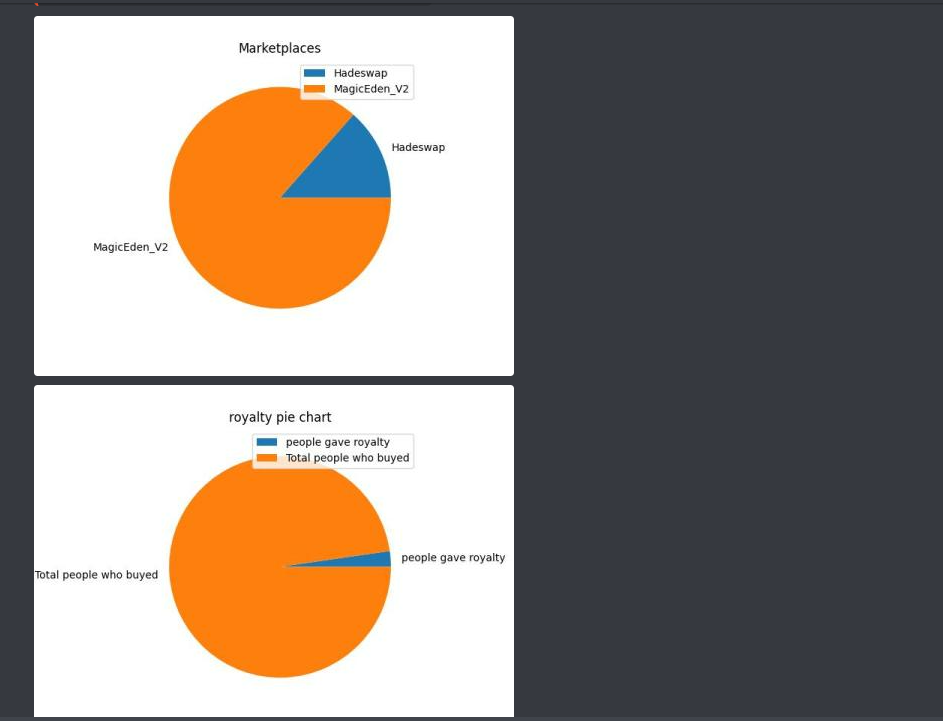 Marketplaces
Hadeswap
MagicEden_V2
Hadeswap
MagicEden_V2
royalty pie chart
people gave royalty
Total people who buyed
people gave royalty
Total people who buyed